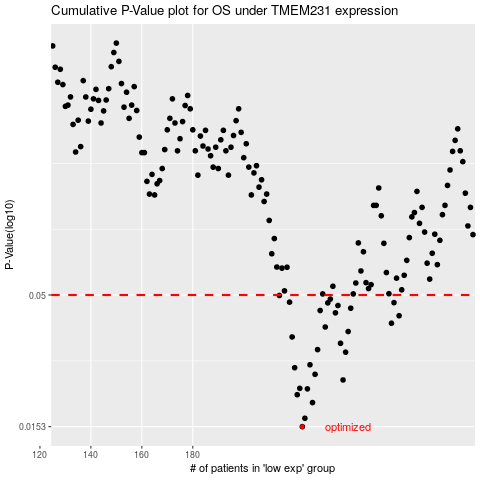 Cumulative P-Value plot for OS under TMEM231 expression
P-Value(log10)
0.05
0.0153
optimized
120 140 160 180
# of patients in 'low exp' group